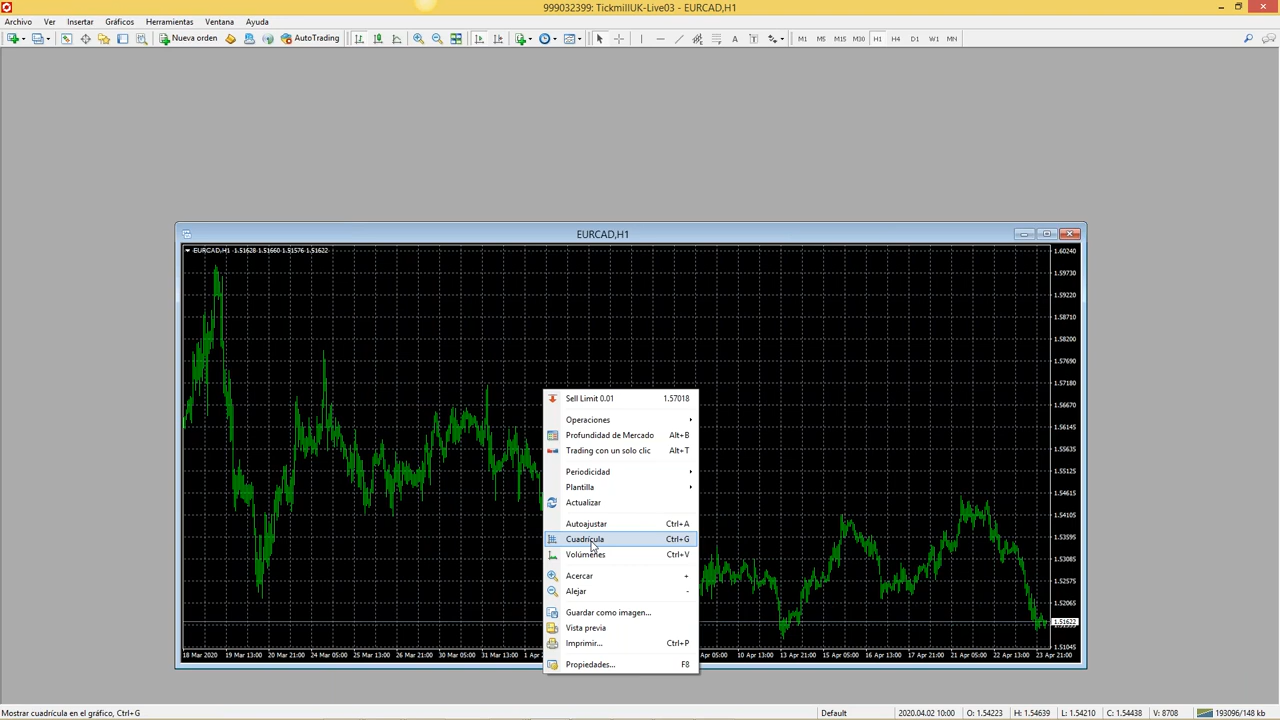 999032399: TickmillUK-Live03 - EURCAD,H1
Archivo Ver Insertar Gráficos Herramientas Ventana Ayuda
Nueva orden AutoTrading A T M1 M5 M15 M30 H1 H4 D1 W1 MN
EURCAD,H1
EURCAD,H1 1.51628 1.51660 1.51576 1.51622
1.60240
1.59730
1.59220
1.58710
1.58200
1.57690
1.57180
1.56670
1.56145
1.55635
1.55125
1.54615
1.54105
1.53595
1.53085
1.52575
1.52065
1.51622
1.51045
Sell Limit 0.01 1.57018
Operaciones
Profundidad de Mercado Alt+B
Trading con un solo clic Alt+T
Periodicidad
Plantilla
Actualizar
Autoajustar Ctrl+A
Cuadrícula Ctrl+G
Volúmenes Ctrl+V
Acercar +
Alejar -
Guardar como imagen...
Vista previa
Imprimir... Ctrl+P
Propiedades... F8
18 Mar 2020 19 Mar 13:00 20 Mar 21:00 24 Mar 05:00 25 Mar 13:00 26 Mar 21:00 30 Mar 05:00 31 Mar 13:00 1 Apr Apr 05:00 10 Apr 13:00 13 Apr 21:00 15 Apr 05:00 16 Apr 13:00 17 Apr 21:00 21 Apr 05:00 22 Apr 13:00 23 Apr 21:00
Mostrar cuadrícula en el gráfico, Ctrl+G Default 2020.04.02 10:00 O: 1.54223 H: 1.54639 L: 1.54210 C: 1.54438 V: 8708 193096/148 kb